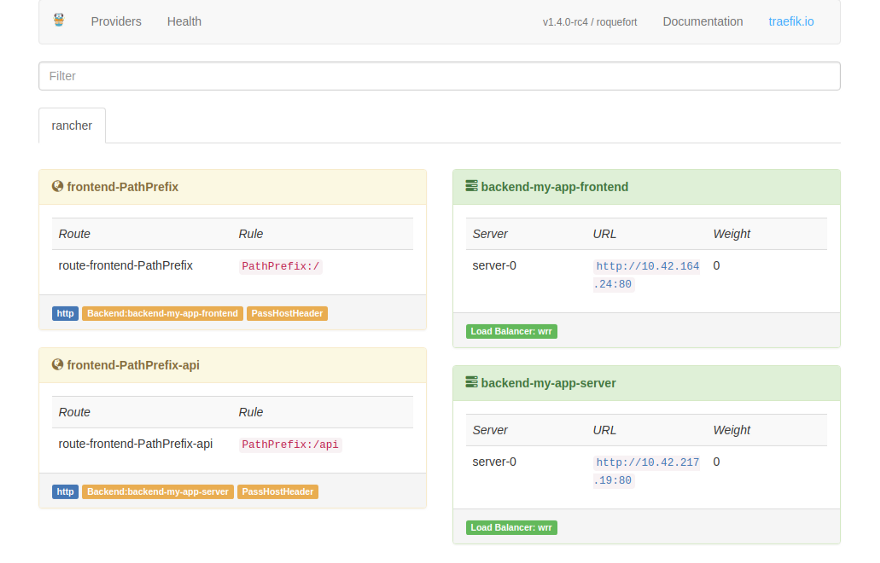 Providers Health v1.4.0-rc4 / roquefort Documentation traefik.io
Filter
rancher
frontend-PathPrefix
Route Rule
route-frontend-PathPrefix PathPrefix:/
http Backend:backend-my-app-frontend PassHostHeader
frontend-PathPrefix-api
Route Rule
route-frontend-PathPrefix-api PathPrefix:/api
http Backend:backend-my-app-server PassHostHeader
backend-my-app-frontend
Server URL Weight
server-0 http://10.42.164 0
.24:80
Load Balancer: wrr
backend-my-app-server
Server URL Weight
server-0 http://10.42.217 0
.19:80
Load Balancer: wrr